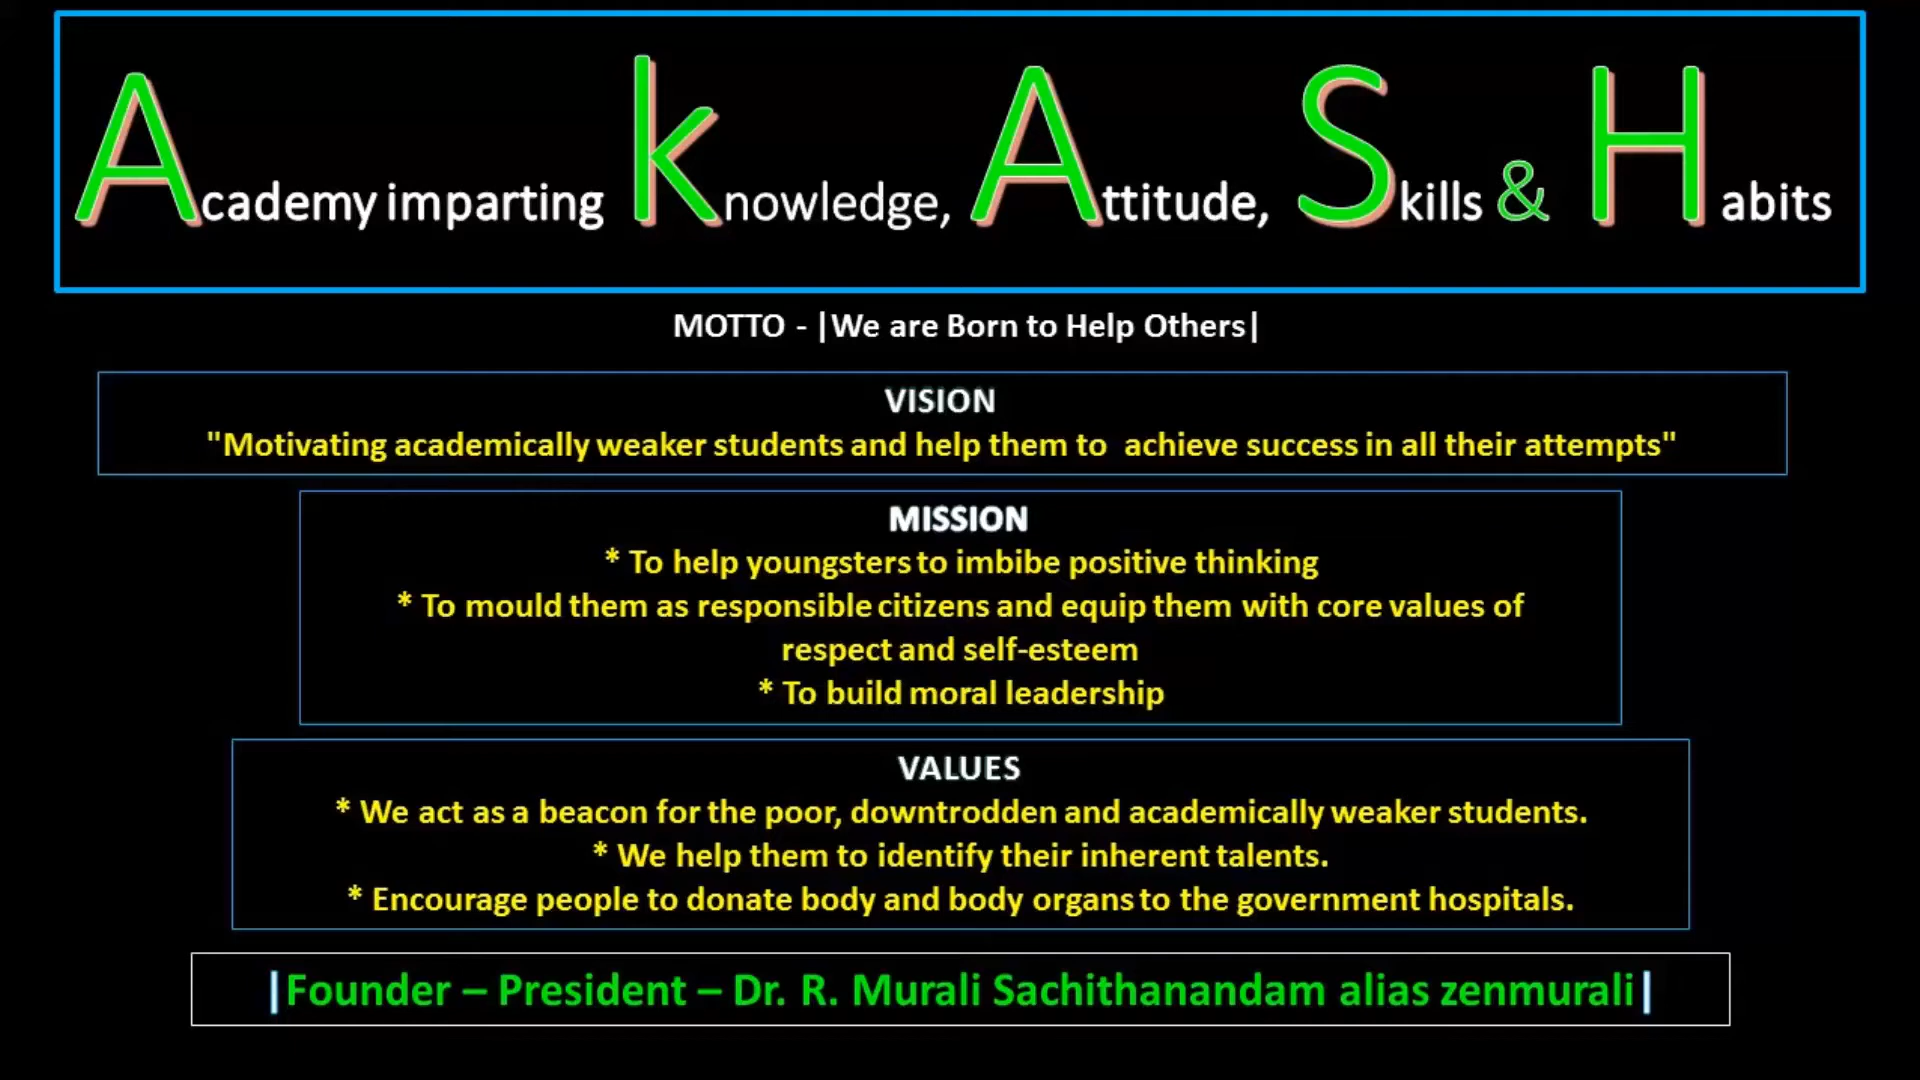 Academy imparting knowledge, Attitude, Skills & Habits
MOTTO - |We are Born to Help Others|
VISION
"Motivating academically weaker students and help them to achieve success in all their attempts"
MISSION
* To help youngsters to imbibe positive thinking
* To mould them as responsible citizens and equip them with core values of
respect and self-esteem
* To build moral leadership
VALUES
* We act as a beacon for the poor, downtrodden and academically weaker students.
* We help them to identify their inherent talents.
* Encourage people to donate body and body organs to the government hospitals.
|Founder – President – Dr. R. Murali Sachithanandam alias zenmurali|